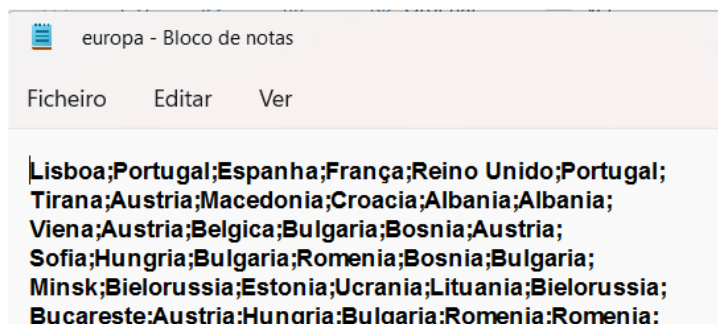 europa - Bloco de notas
Ficheiro Editar Ver
Lisboa;Portugal;Espanha;França;Reino Unido;Portugal;
Tirana;Austria;Macedonia;Croacia;Albania;Albania;
Viena;Austria;Belgica;Bulgaria;Bosnia;Austria;
Sofia;Hungria;Bulgaria;Romenia;Bosnia;Bulgaria;
Minsk;Bielorussia;Estonia;Ucrania;Lituania;Bielorussia;
Bucareste;Austria;Hungria;Bulgaria;Romenia;Romenia;